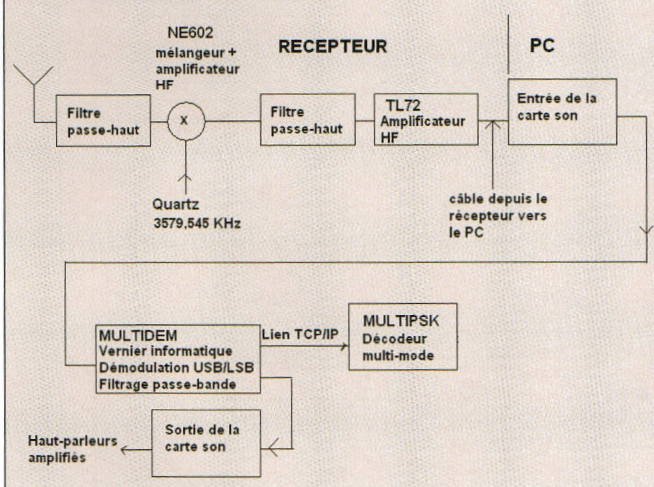 NE602
mélangeur +
amplificateur
HF
RECEPTEUR
PC
Filtre
passe-haut
X
Filtre
passe-haut
TL72
Amplificateur
HF
Entrée de la
carte son
Quartz
3579,545 KHz
câble depuis le
récepteur vers
le PC
MULTIDEM
Vernier informatique
Démodulation USB/LSB
Filtrage passe-bande
Lien TCP/IP
MULTIPSK
Décodeur
multi-mode
Sortie de la
carte son
Haut-parleurs
amplifiés